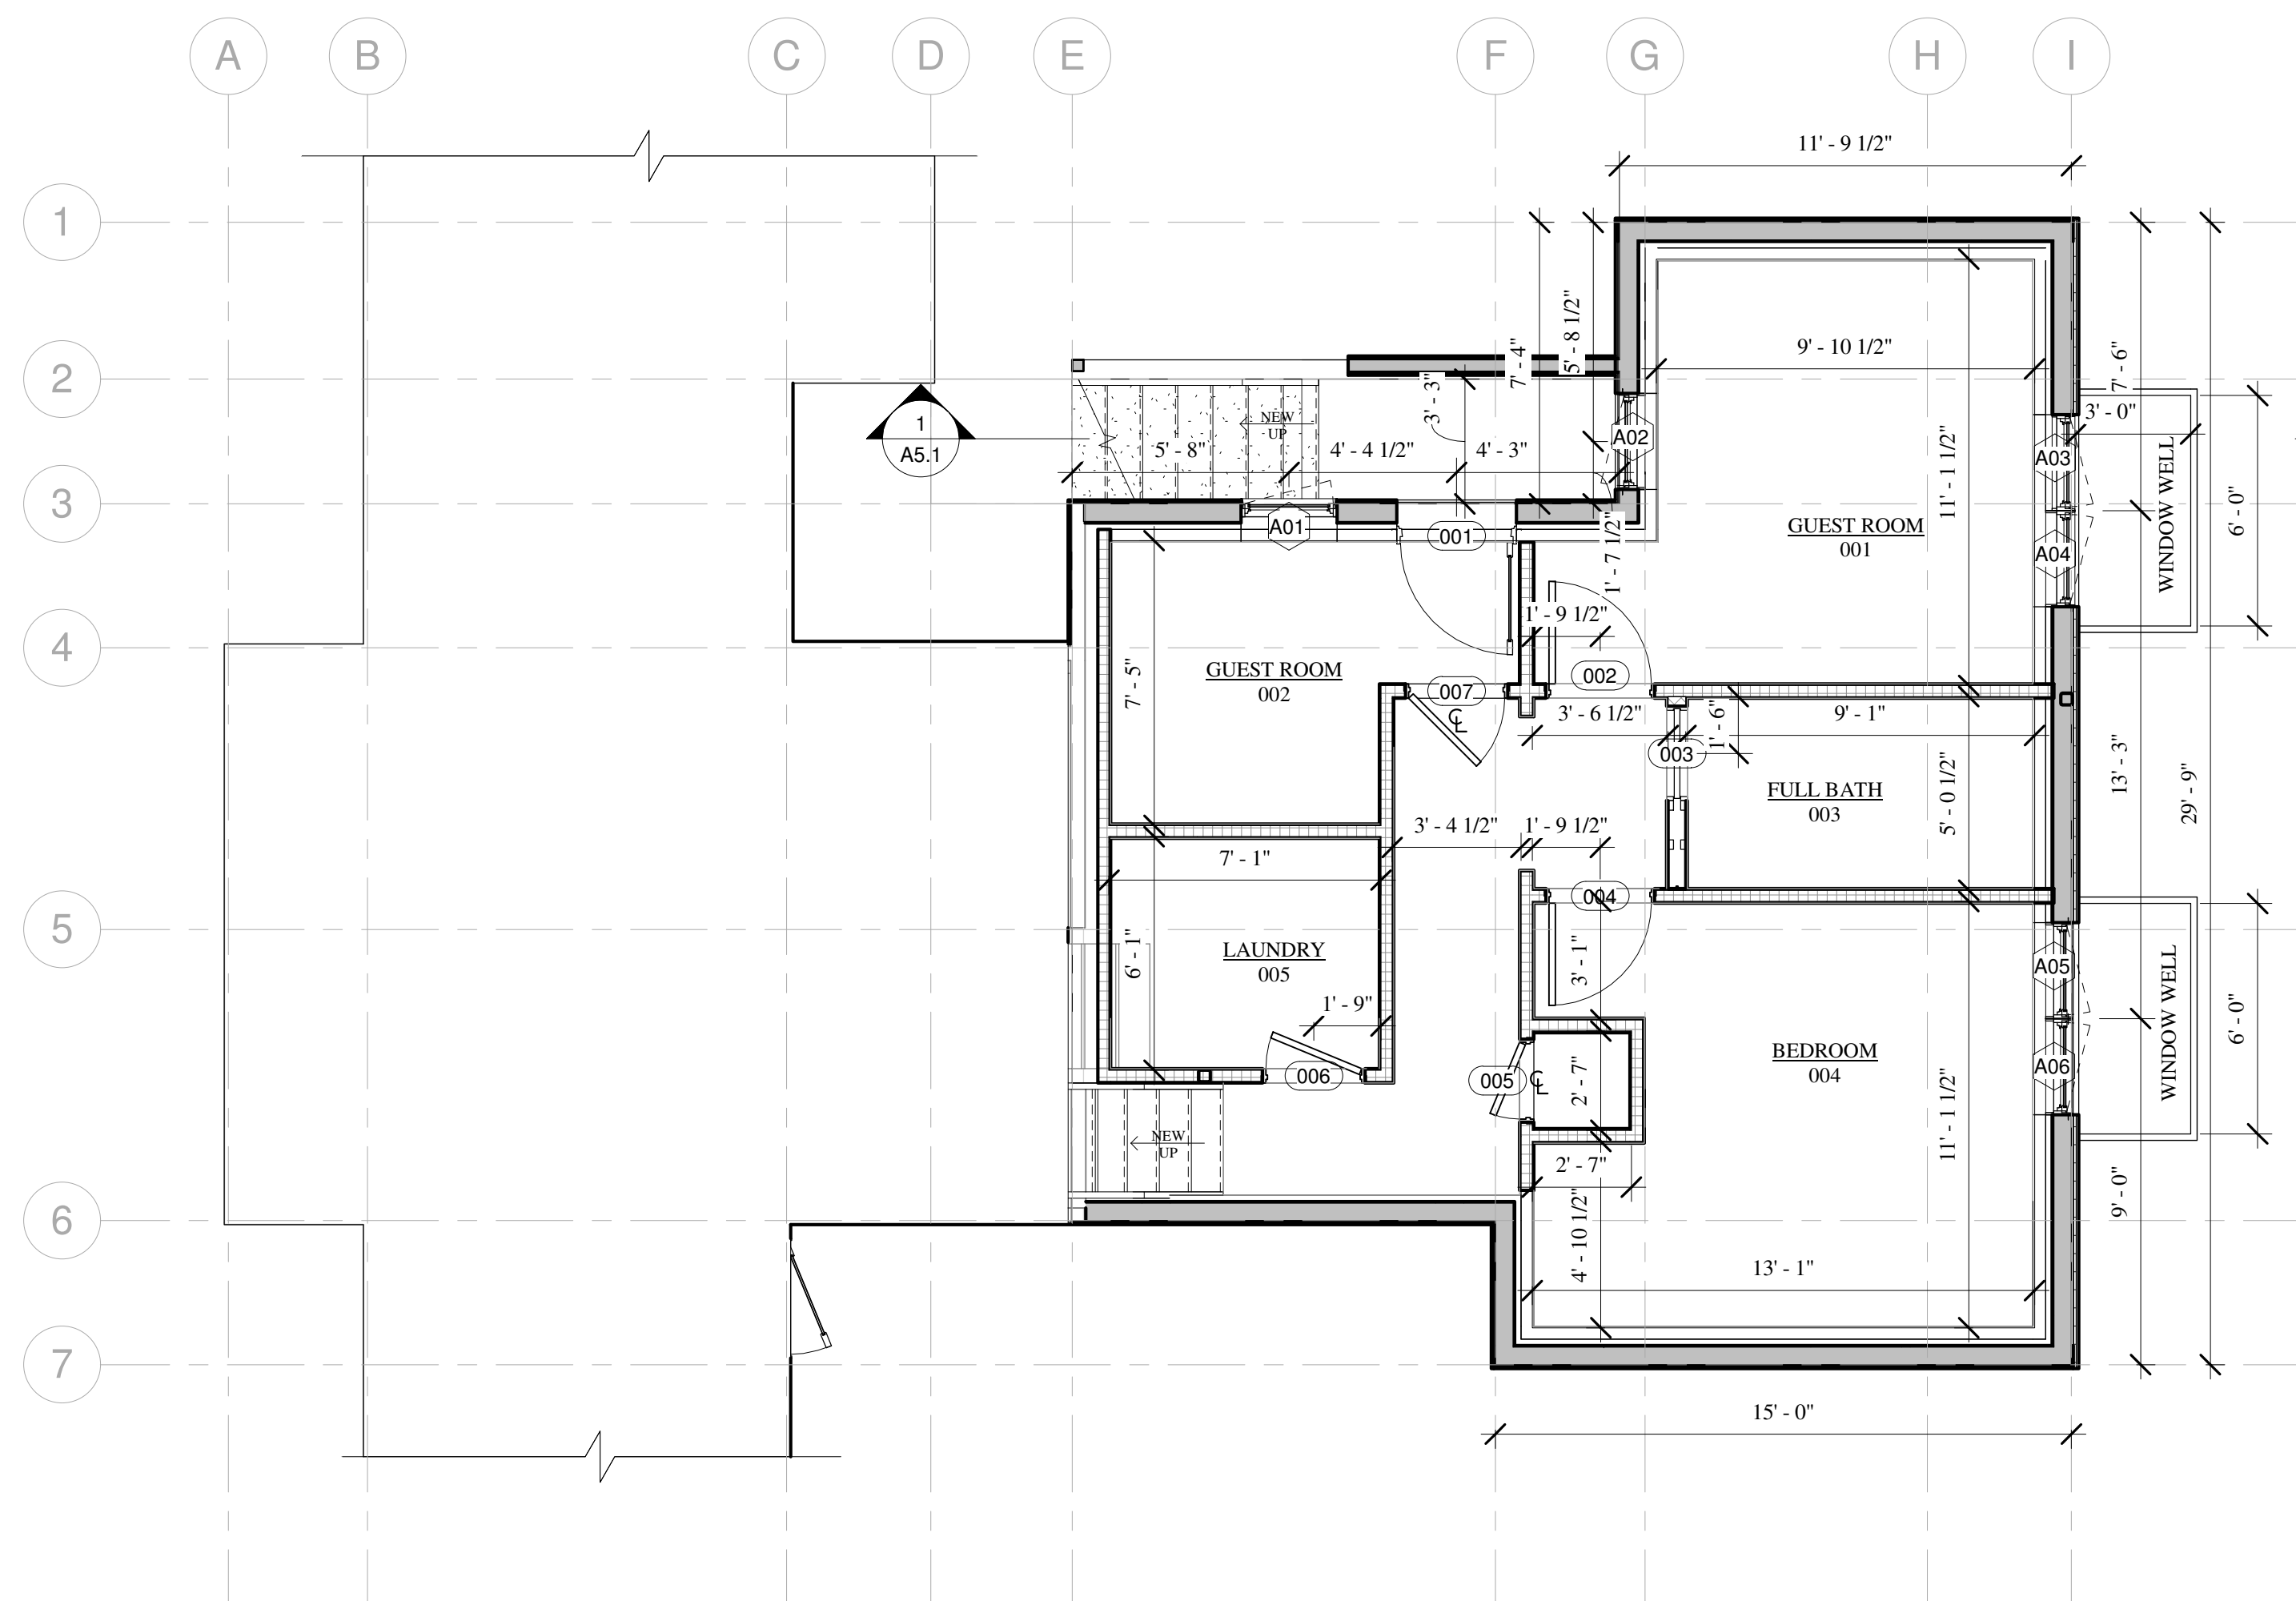 A B C D E F G H I
11' - 9 1/2"
1
2
3
4
5
6
7
7' - 4"
5' - 8 1/2"
9' - 10 1/2"
7' - 6"
3' - 3"
3' - 0"
NEW
UP
1
A5.1
5' - 8"
4' - 4 1/2"
4' - 3"
A02
A03
11' - 1 1/2"
WINDOW WELL
6' - 0"
A01
001
1' - 7 1/2"
GUEST ROOM
001
A04
1' - 9 1/2"
GUEST ROOM
002
7' - 5"
007
CL
002
3' - 6 1/2"
1' - 6"
9' - 1"
003
FULL BATH
003
5' - 0 1/2"
13' - 3"
29' - 9"
7' - 1"
3' - 4 1/2"
1' - 9 1/2"
004
LAUNDRY
005
6' - 1"
1' - 9"
3' - 1"
A05
WINDOW WELL
6' - 0"
006
005
CL
2' - 7"
BEDROOM
004
A06
11' - 1 1/2"
NEW
UP
2' - 7"
4' - 10 1/2"
9' - 0"
13' - 1"
15' - 0"